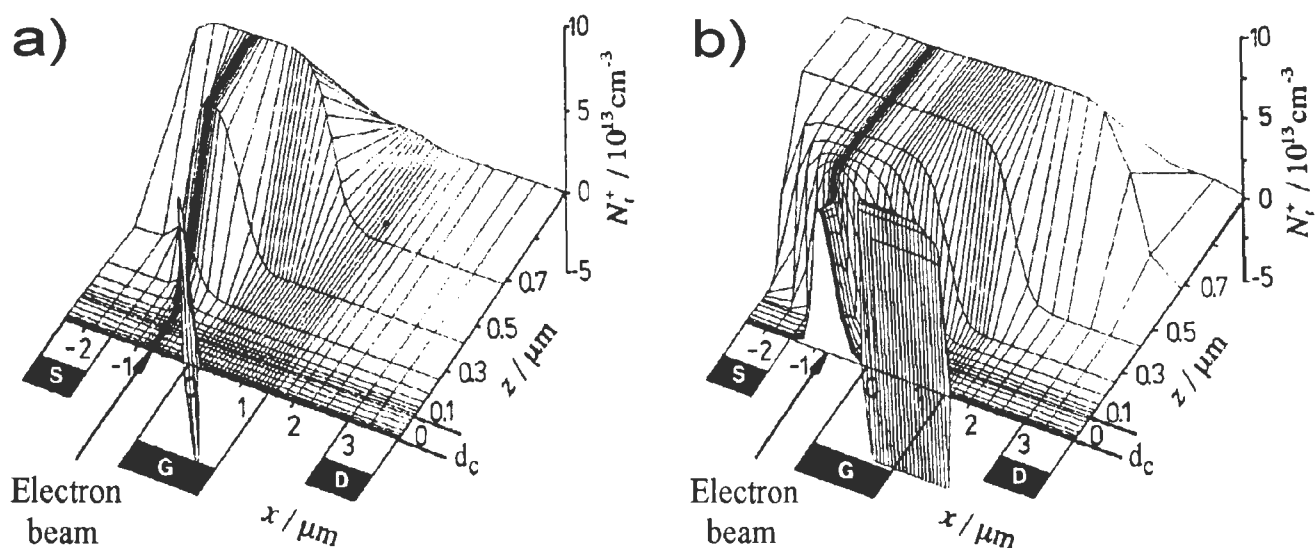 a)
10
5
0
-5
N_t^+ / 10^13 cm^-3
0.7
0.5
0.3
0.1
0
z / μm
d_c
-2
-1
0
1
2
3
S
G
D
Electron
beam
x / μm
b)
10
5
0
-5
N_t^+ / 10^13 cm^-3
0.7
0.5
0.3
0.1
0
z / μm
d_c
-2
-1
0
2
3
S
G
D
Electron
beam
x / μm